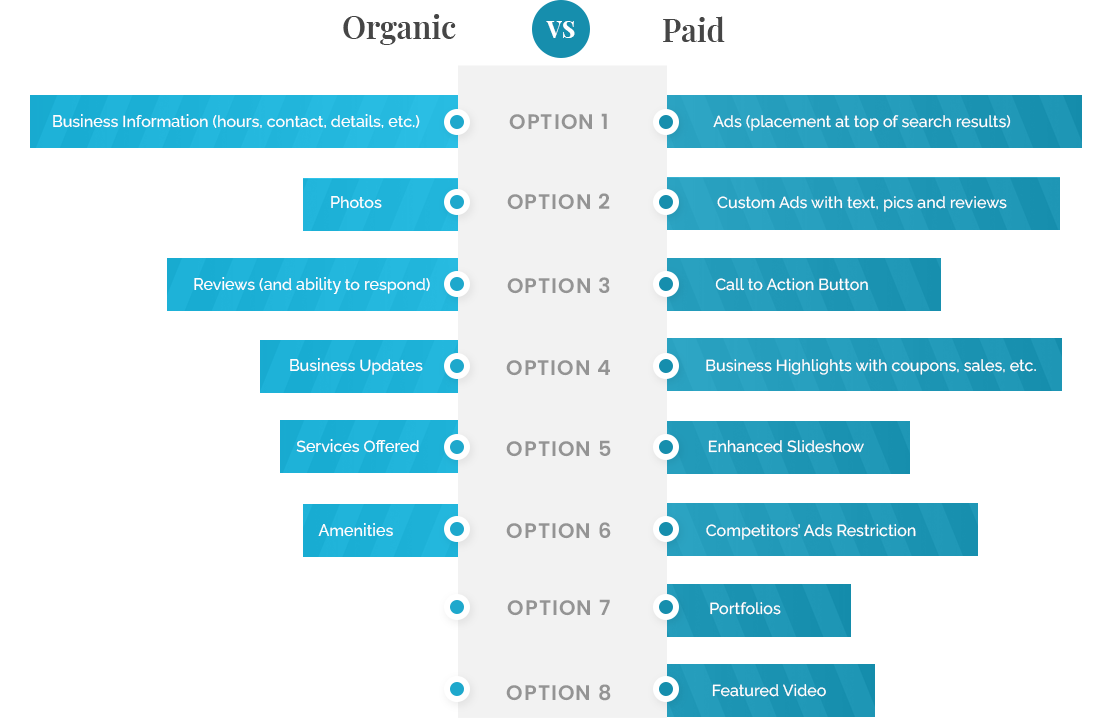 Organic VS Paid
Business Information (hours, contact, details, etc.) OPTION 1 Ads (placement at top of search results)
Photos OPTION 2 Custom Ads with text, pics and reviews
Reviews (and ability to respond) OPTION 3 Call to Action Button
Business Updates OPTION 4 Business Highlights with coupons, sales, etc.
Services Offered OPTION 5 Enhanced Slideshow
Amenities OPTION 6 Competitors' Ads Restriction
OPTION 7 Portfolios
OPTION 8 Featured Video